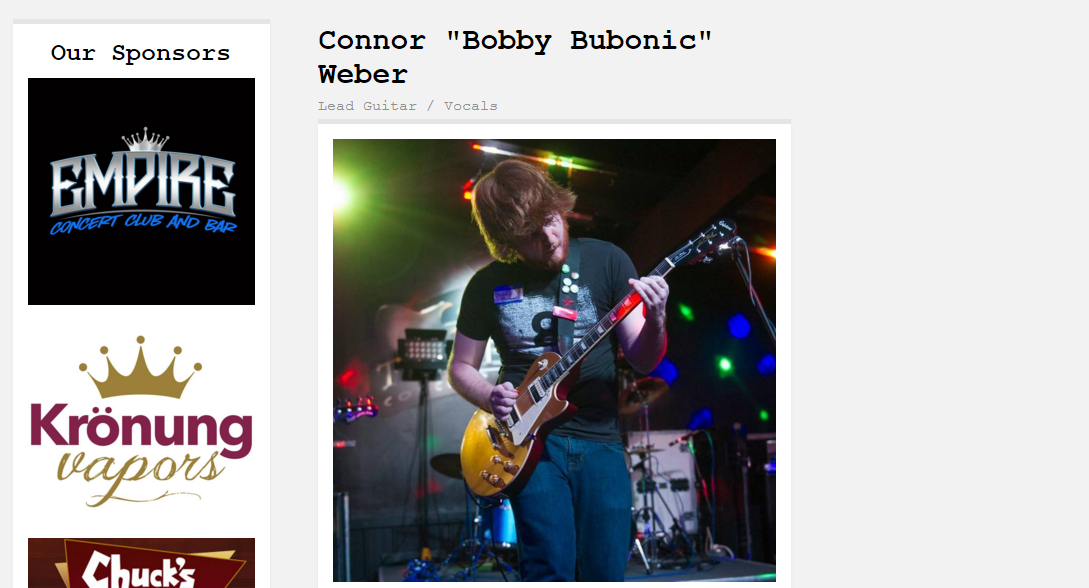 Our Sponsors
EMPIRE
CONCERT CLUB AND BAR
Krönung
vapors
Chuck's
Connor "Bobby Bubonic"
Weber
Lead Guitar / Vocals